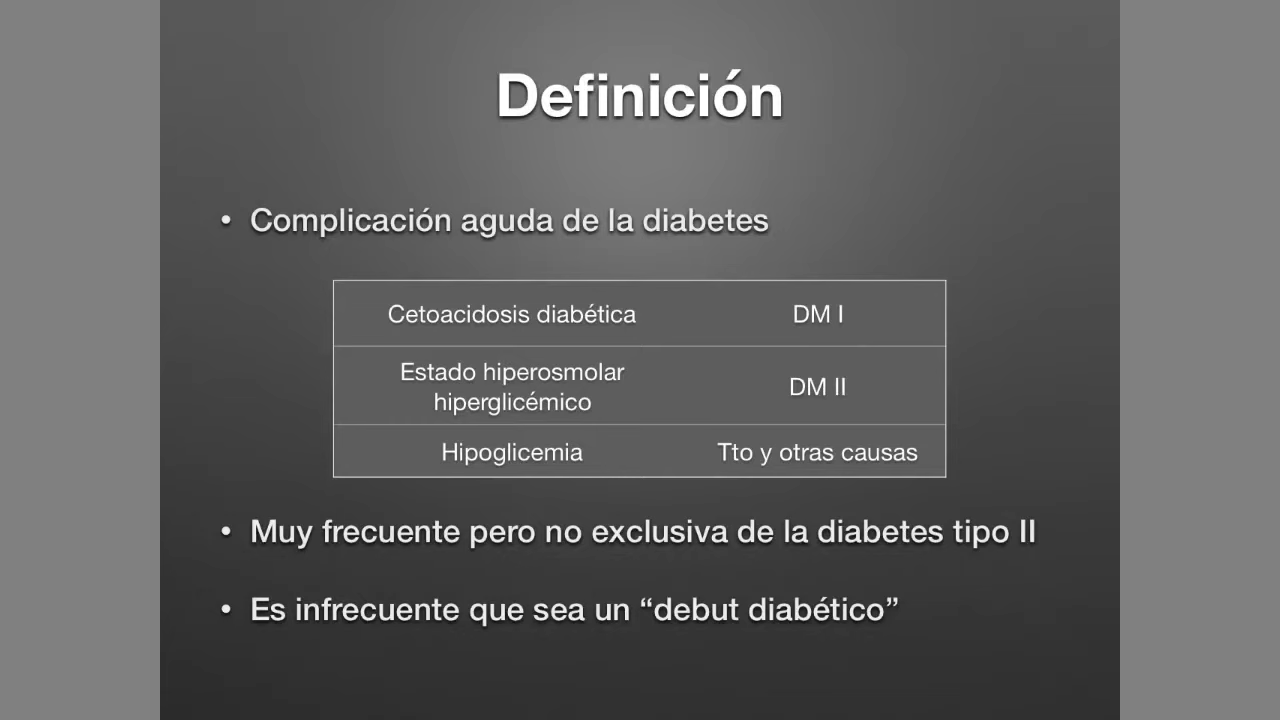 Definición
• Complicación aguda de la diabetes
Cetoacidosis diabética DM I
Estado hiperosmolar
hiperglicémico DM II
Hipoglicemia Tto y otras causas
• Muy frecuente pero no exclusiva de la diabetes tipo II
• Es infrecuente que sea un “debut diabético”